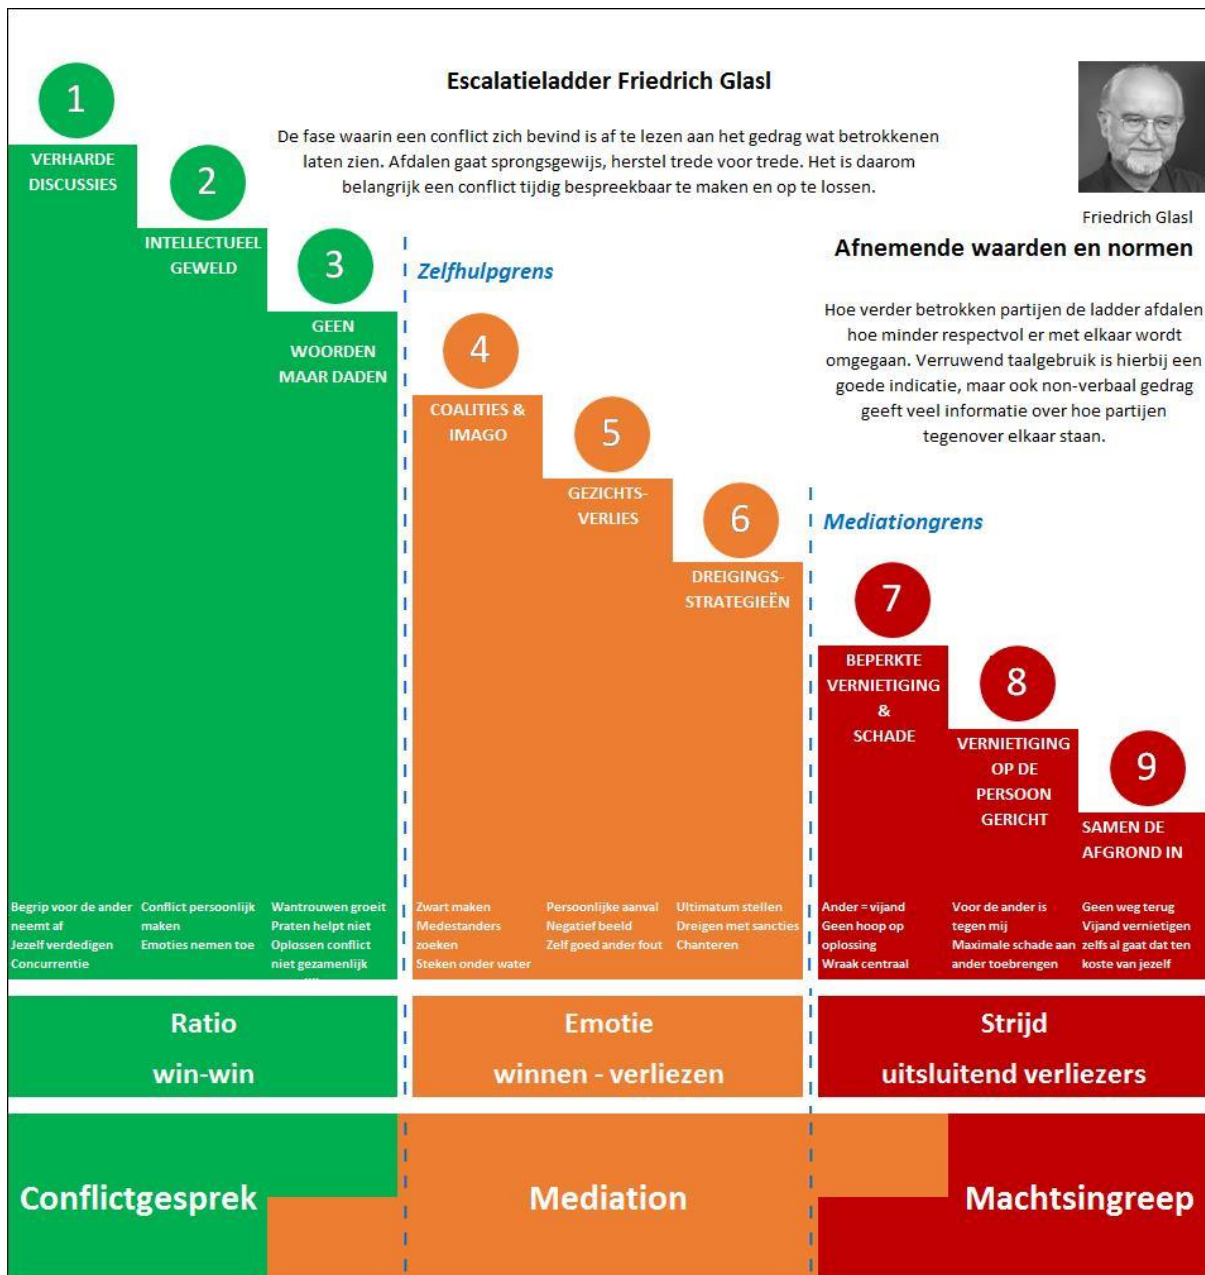 Escalatieladder Friedrich Glasl
De fase waarin een conflict zich bevind is af te lezen aan het gedrag wat betrokkenen
laten zien. Afdalen gaat sprongsgewijs, herstel trede voor trede. Het is daarom
belangrijk een conflict tijdig bespreekbaar te maken en op te lossen.
Friedrich Glasl
Afnemende waarden en normen
Hoe verder betrokken partijen de ladder afdalen
hoe minder respectvol er met elkaar wordt
omgegaan. Verruwend taalgebruik is hierbij een
goede indicatie, maar ook non-verbaal gedrag
geeft veel informatie over hoe partijen
tegenover elkaar staan.
1
VERHARDE
DISCUSSIES
2
INTELLECTUEEL
GEWELD
3
GEEN
WOORDEN
MAAR DADEN
Zelfhulpgrens
4
COALITIES &
IMAGO
5
GEZICHTS-
VERLIES
6
DREIGINGS-
STRATEGIEËN
Mediationgrens
7
BEPERKTE
VERNIETIGING
&
SCHADE
8
VERNIETIGING
OP DE
PERSOON
GERICHT
9
SAMEN DE
AFGROND IN
Begrip voor de ander
neemt af
Jezelf verdedigen
Concurrentie
Conflict persoonlijk
maken
Emoties nemen toe
Wantrouwen groeit
Praten helpt niet
Oplossen conflict
niet gezamenlijk
Zwart maken
Medestanders
zoeken
Steken onder water
Persoonlijke aanval
Negatief beeld
Zelf goed ander fout
Ultimatum stellen
Dreigen met sancties
Chanteren
Ander = vijand
Geen hoop op
oplossing
Wraak centraal
Voor de ander is
tegen mij
Maximale schade aan
ander toebrengen
Geen weg terug
Vijand vernietigen
zelfs al gaat dat ten
koste van jezelf
Ratio
win-win
Emotie
winnen - verliezen
Strijd
uitsluitend verliezers
Conflictgesprek
Mediation
Machtsingreep